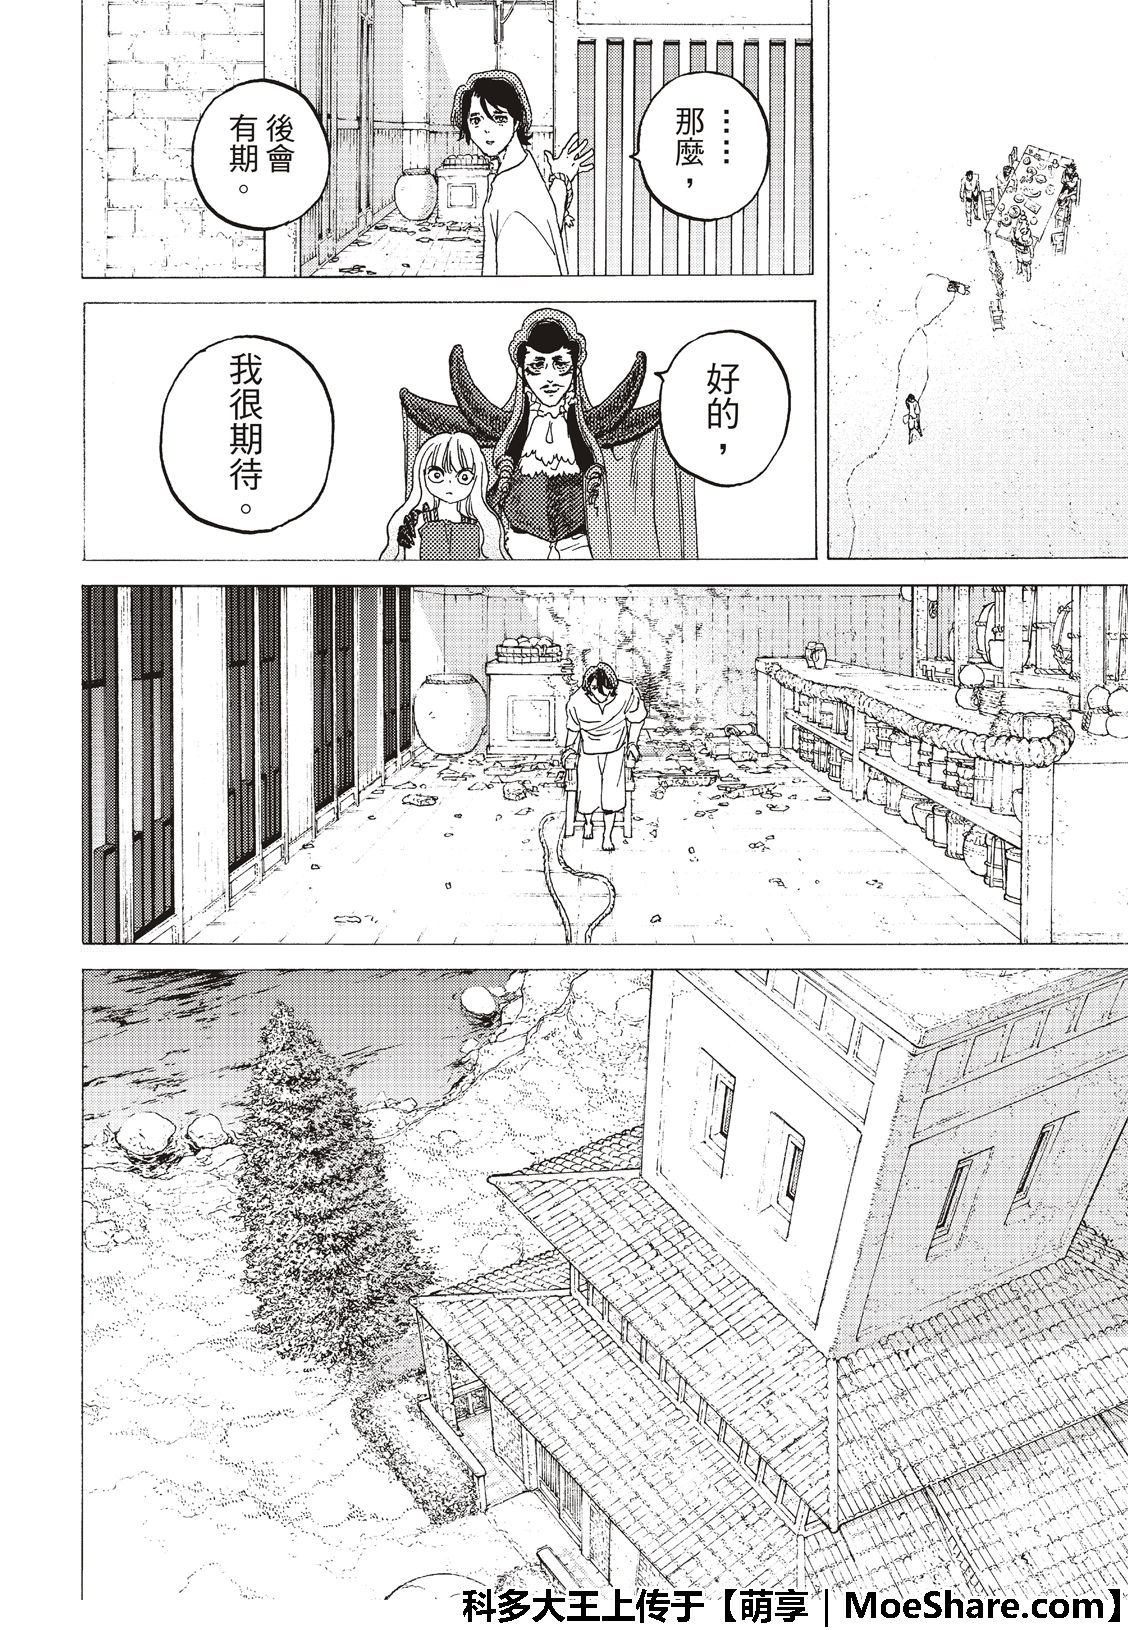 ……
那麼，
後會
有期。
好的，
我很期待。
科多大王上传于【萌享｜MoeShare.com】